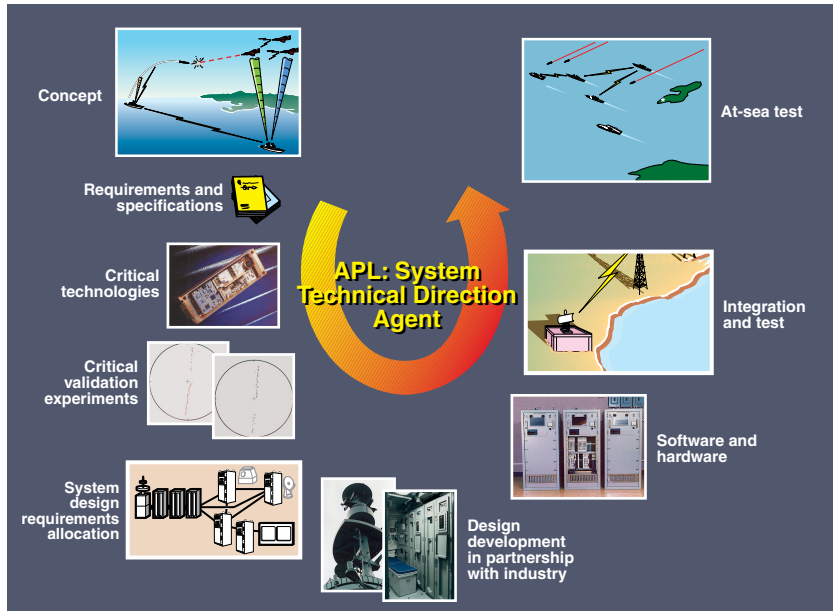 Concept
Requirements and
specifications
Critical
technologies
Critical
validation
experiments
System
design
requirements
allocation
APL: System
Technical Direction
Agent
Design
development
in partnership
with industry
Software and
hardware
Integration
and test
At-sea test